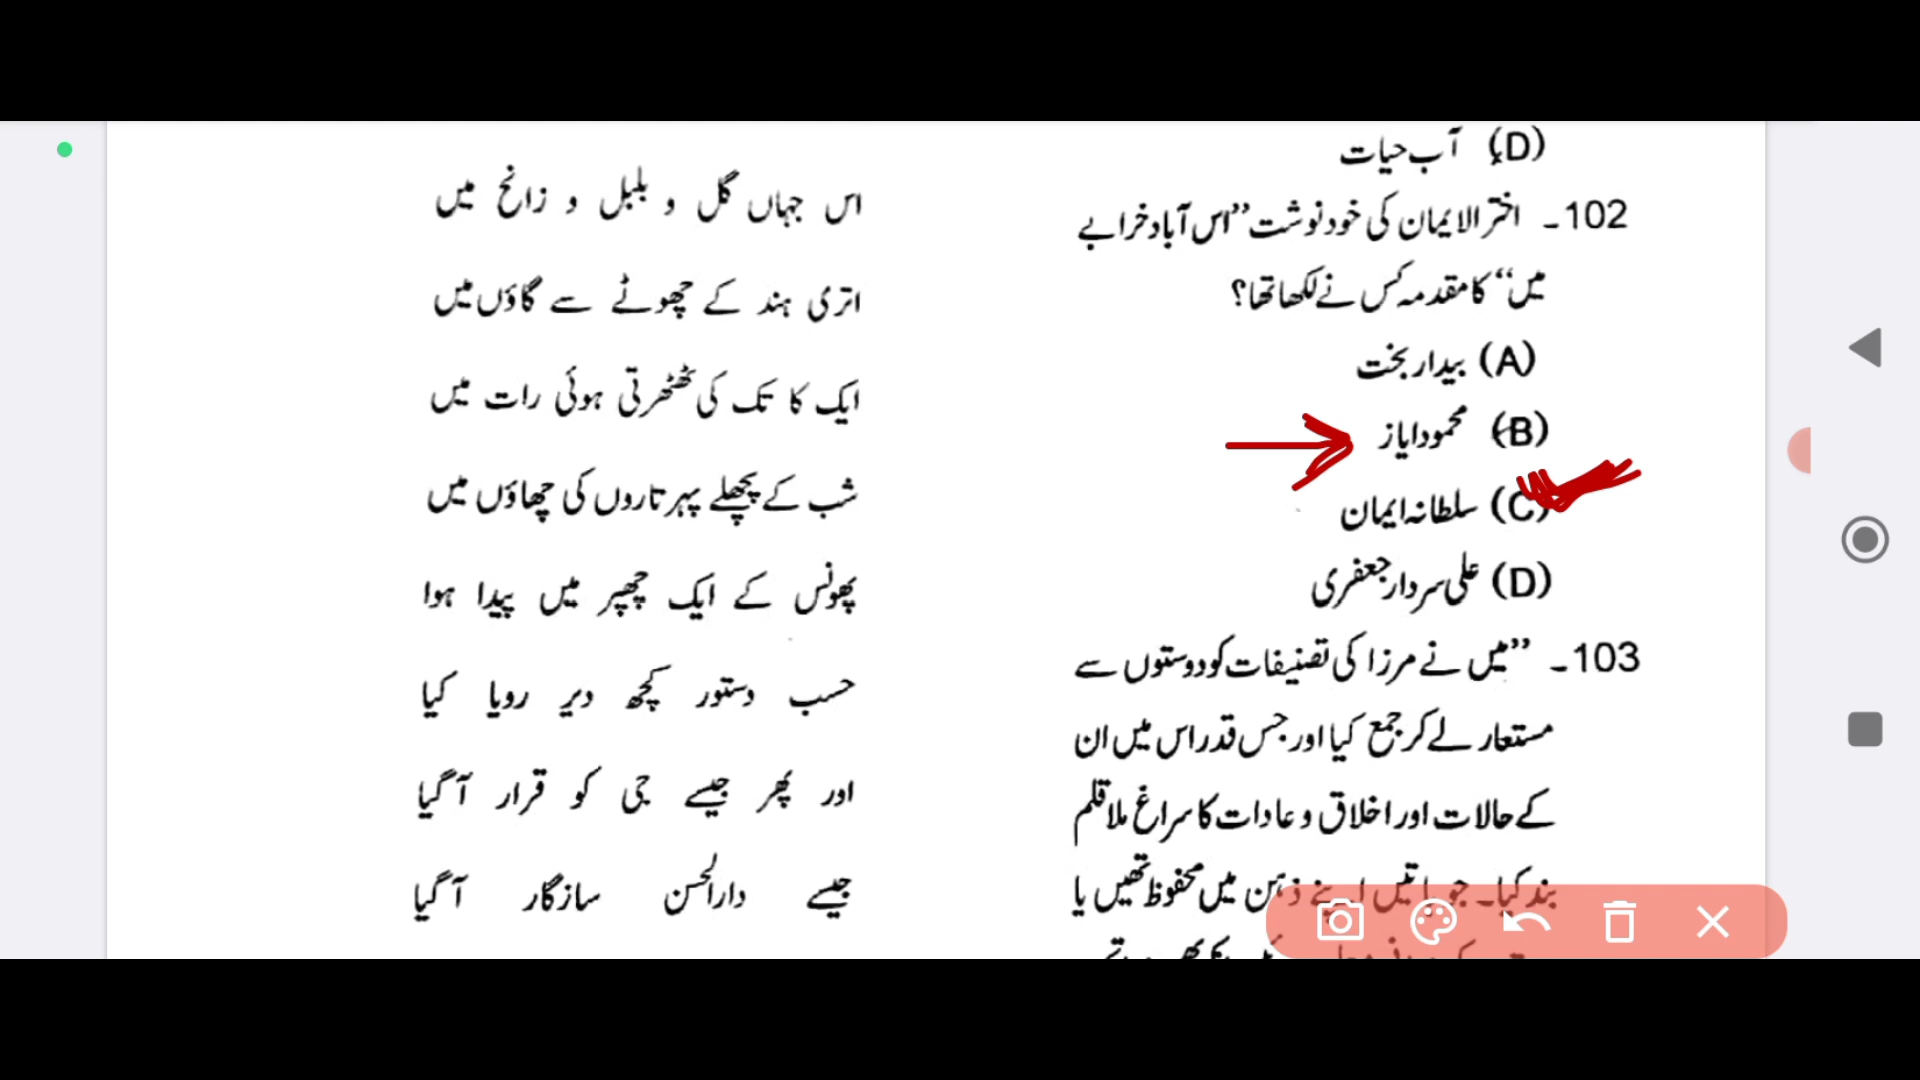 (D) آب حیات
102۔ اختر الایمان کی خودنوشت ”اس آباد خرابے
میں“ کا مقدمہ کس نے لکھا تھا؟
(A) بیدار بخت
(B) محمود ایاز
(C) سلطانہ ایمان
(D) علی سردار جعفری
103۔ ”میں نے مرزا کی تصنیفات کو دوستوں سے
مستعار لے کر جمع کیا اور جس قدر اس میں ان
کے حالات اور اخلاق و عادات کا سراغ ملا قلم
بند کیا۔ جو باتیں اپنے ذہن میں محفوظ تھیں یا
اس جہاں گل و بلبل و زانح میں
اتری ہند کے چھوٹے سے گاؤں میں
ایک کا تک کی ٹھٹھرتی ہوئی رات میں
شب کے پچھلے پہر تاروں کی چھاؤں میں
پھونس کے ایک چھپر میں پیدا ہوا
حسب دستور کچھ دیر رویا کیا
اور پھر جیسے جی کو قرار آ گیا
جیسے دارالحسن سازگار آ گیا